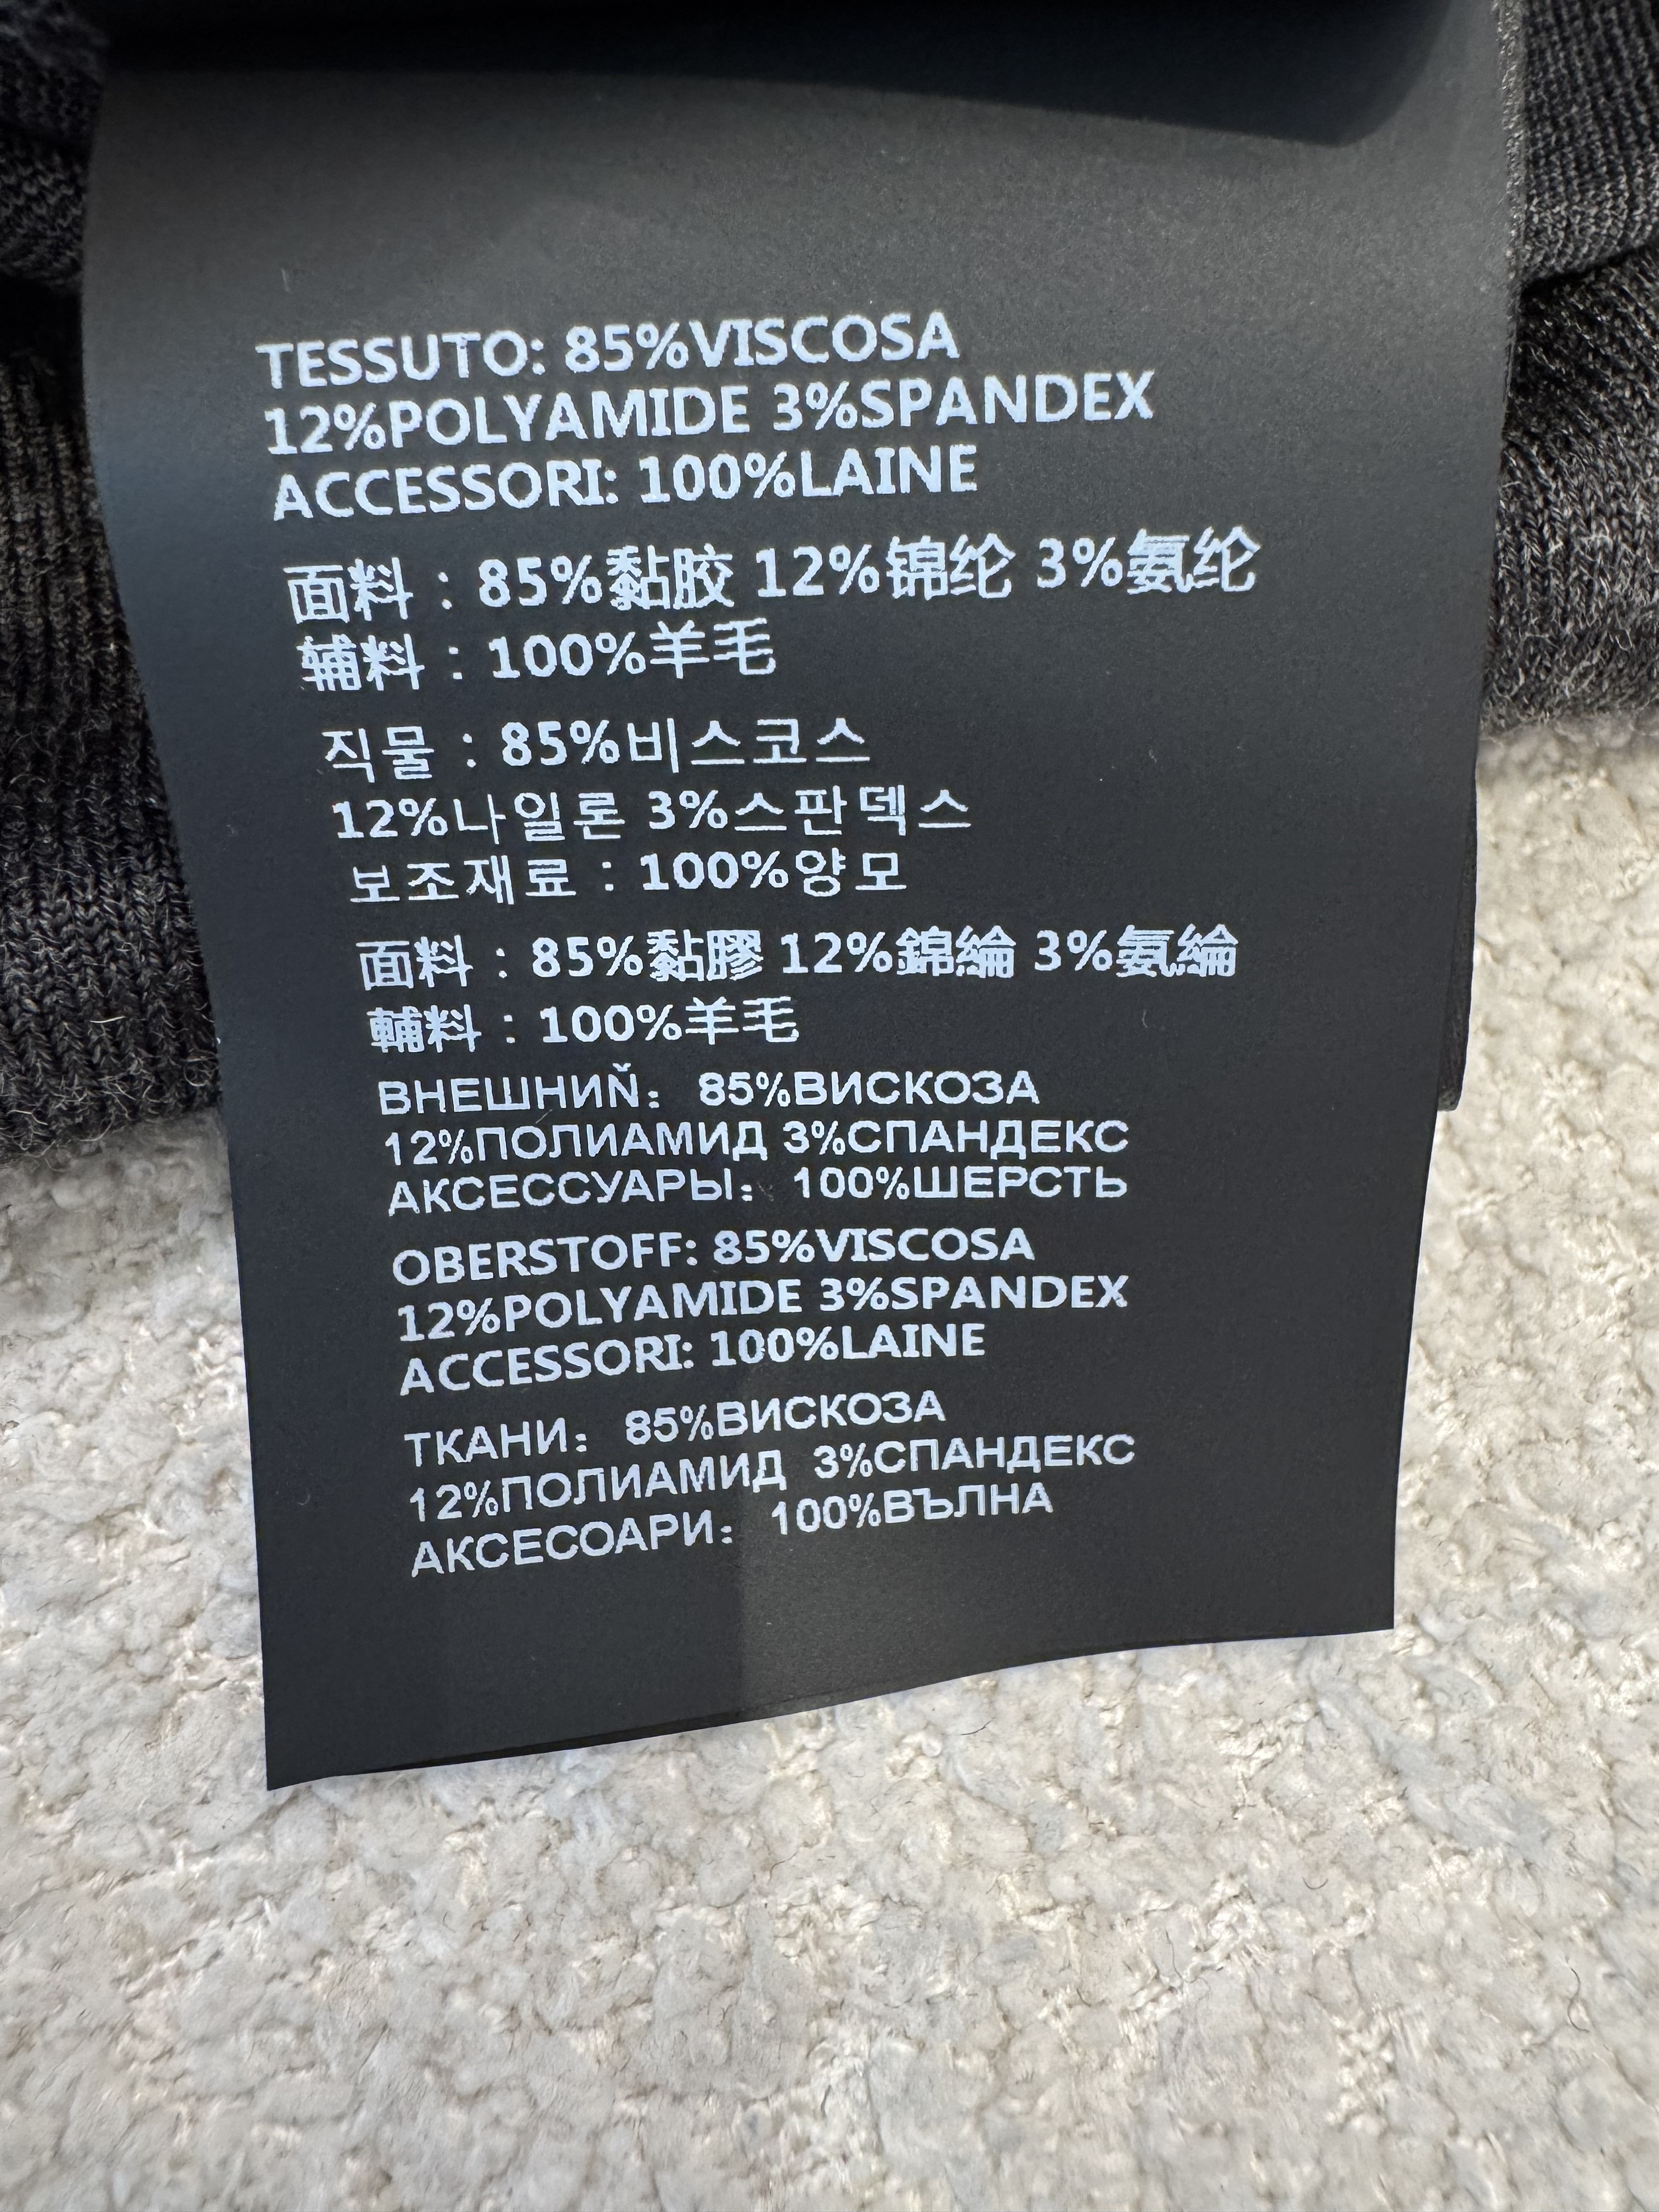 TESSUTO: 85%VISCOSA
12%POLYAMIDE 3%SPANDEX
ACCESSORI: 100%LAINE
面料：85%黏胶 12%锦纶 3%氨纶
辅料：100%羊毛
직물：85%비스코스
12%나일론 3%스판덱스
보조재료：100%양모
面料：85%黏膠 12%錦綸 3%氨綸
輔料：100%羊毛
ВНЕШНИЙ： 85%ВИСКОЗА
12%ПОЛИАМИД 3%СПАНДЕКС
АКСЕССУАРЫ： 100%ШЕРСТЬ
OBERSTOFF: 85%VISCOSA
12%POLYAMIDE 3%SPANDEX
ACCESSORI: 100%LAINE
ТКАНИ： 85%ВИСКОЗА
12%ПОЛИАМИД 3%СПАНДЕКС
АКСЕСОАРИ： 100%ВЪЛНА